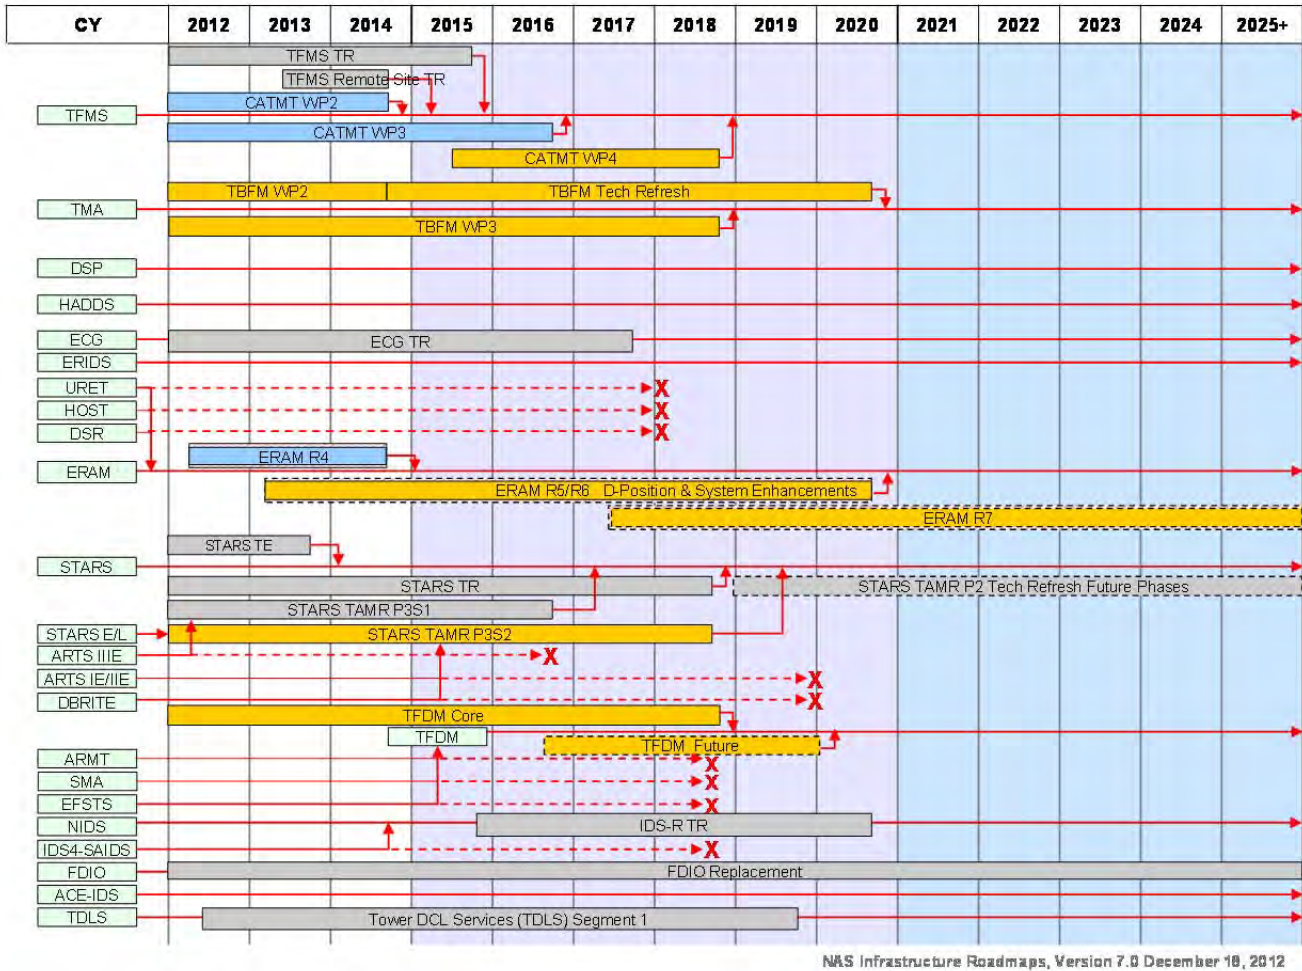 CY 2012 2013 2014 2015 2016 2017 2018 2019 2020 2021 2022 2023 2024 2025+
TFMS TR
TFMS Remote Site TR
CATMT WP2
TFMS
CATMT WP3
CATMT WP4
TBFM WP2 TBFM Tech Refresh
TMA
TBFM WP3
DSP
HADDS
ECG ECG TR
ERIDS
URET X
HOST X
DSR X
ERAM R4
ERAM
ERAM R5/R6 D-Position & System Enhancements
ERAM R7
STARS TE
STARS
STARS TR STARS TAMR P2 Tech Refresh Future Phases
STARS TAMR P3S1
STARS E/L STARS TAMR P3S2
ARTS IIIE X
ARTS IE/IIE X
DBRITE X
TFDM Core
TFDM
TFDM Future
ARMT X
SMA X
EFSTS X
NIDS IDS-R TR
IDS4-SAIDS X
FDIO FDIO Replacement
ACE-IDS
TDLS Tower DCL Services (TDLS) Segment 1
NAS Infrastructure Roadmaps, Version 7.0 December 18, 2012